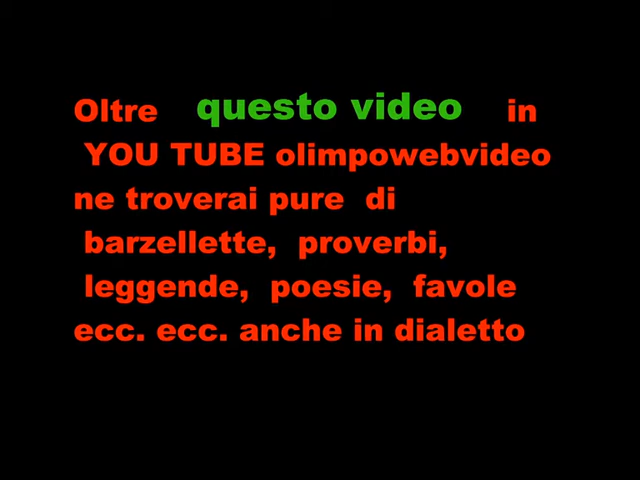 Oltre questo video in
YOU TUBE olimpowebvideo
ne troverai pure di
barzellette, proverbi,
leggende, poesie, favole
ecc. ecc. anche in dialetto